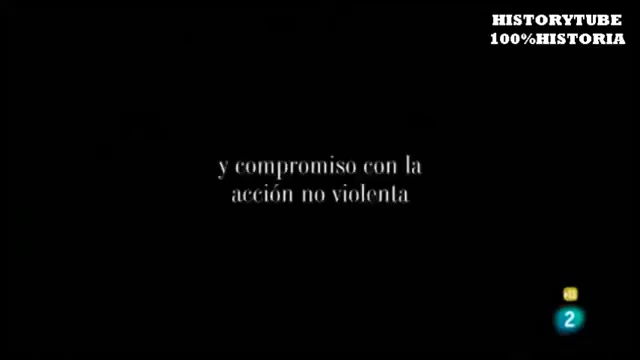 HISTORYTUBE
100%HISTORIA
y compromiso con la
acción no violenta
2